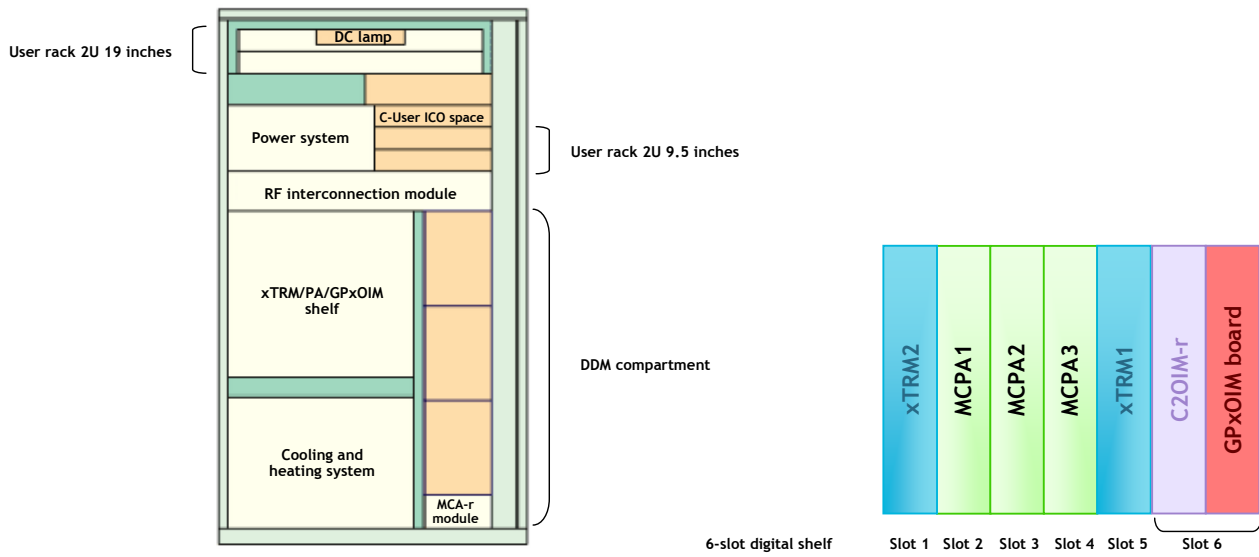 DC lamp
User rack 2U 19 inches
C-User ICO space
Power system
User rack 2U 9.5 inches
RF interconnection module
xTRM/PA/GPxOIM
shelf
DDM compartment
Cooling and
heating system
MCA-r
module
xTRM2
MCPA1
MCPA2
MCPA3
xTRM1
C2OIM-r
GPxOIM board
6-slot digital shelf
Slot 1
Slot 2
Slot 3
Slot 4
Slot 5
Slot 6